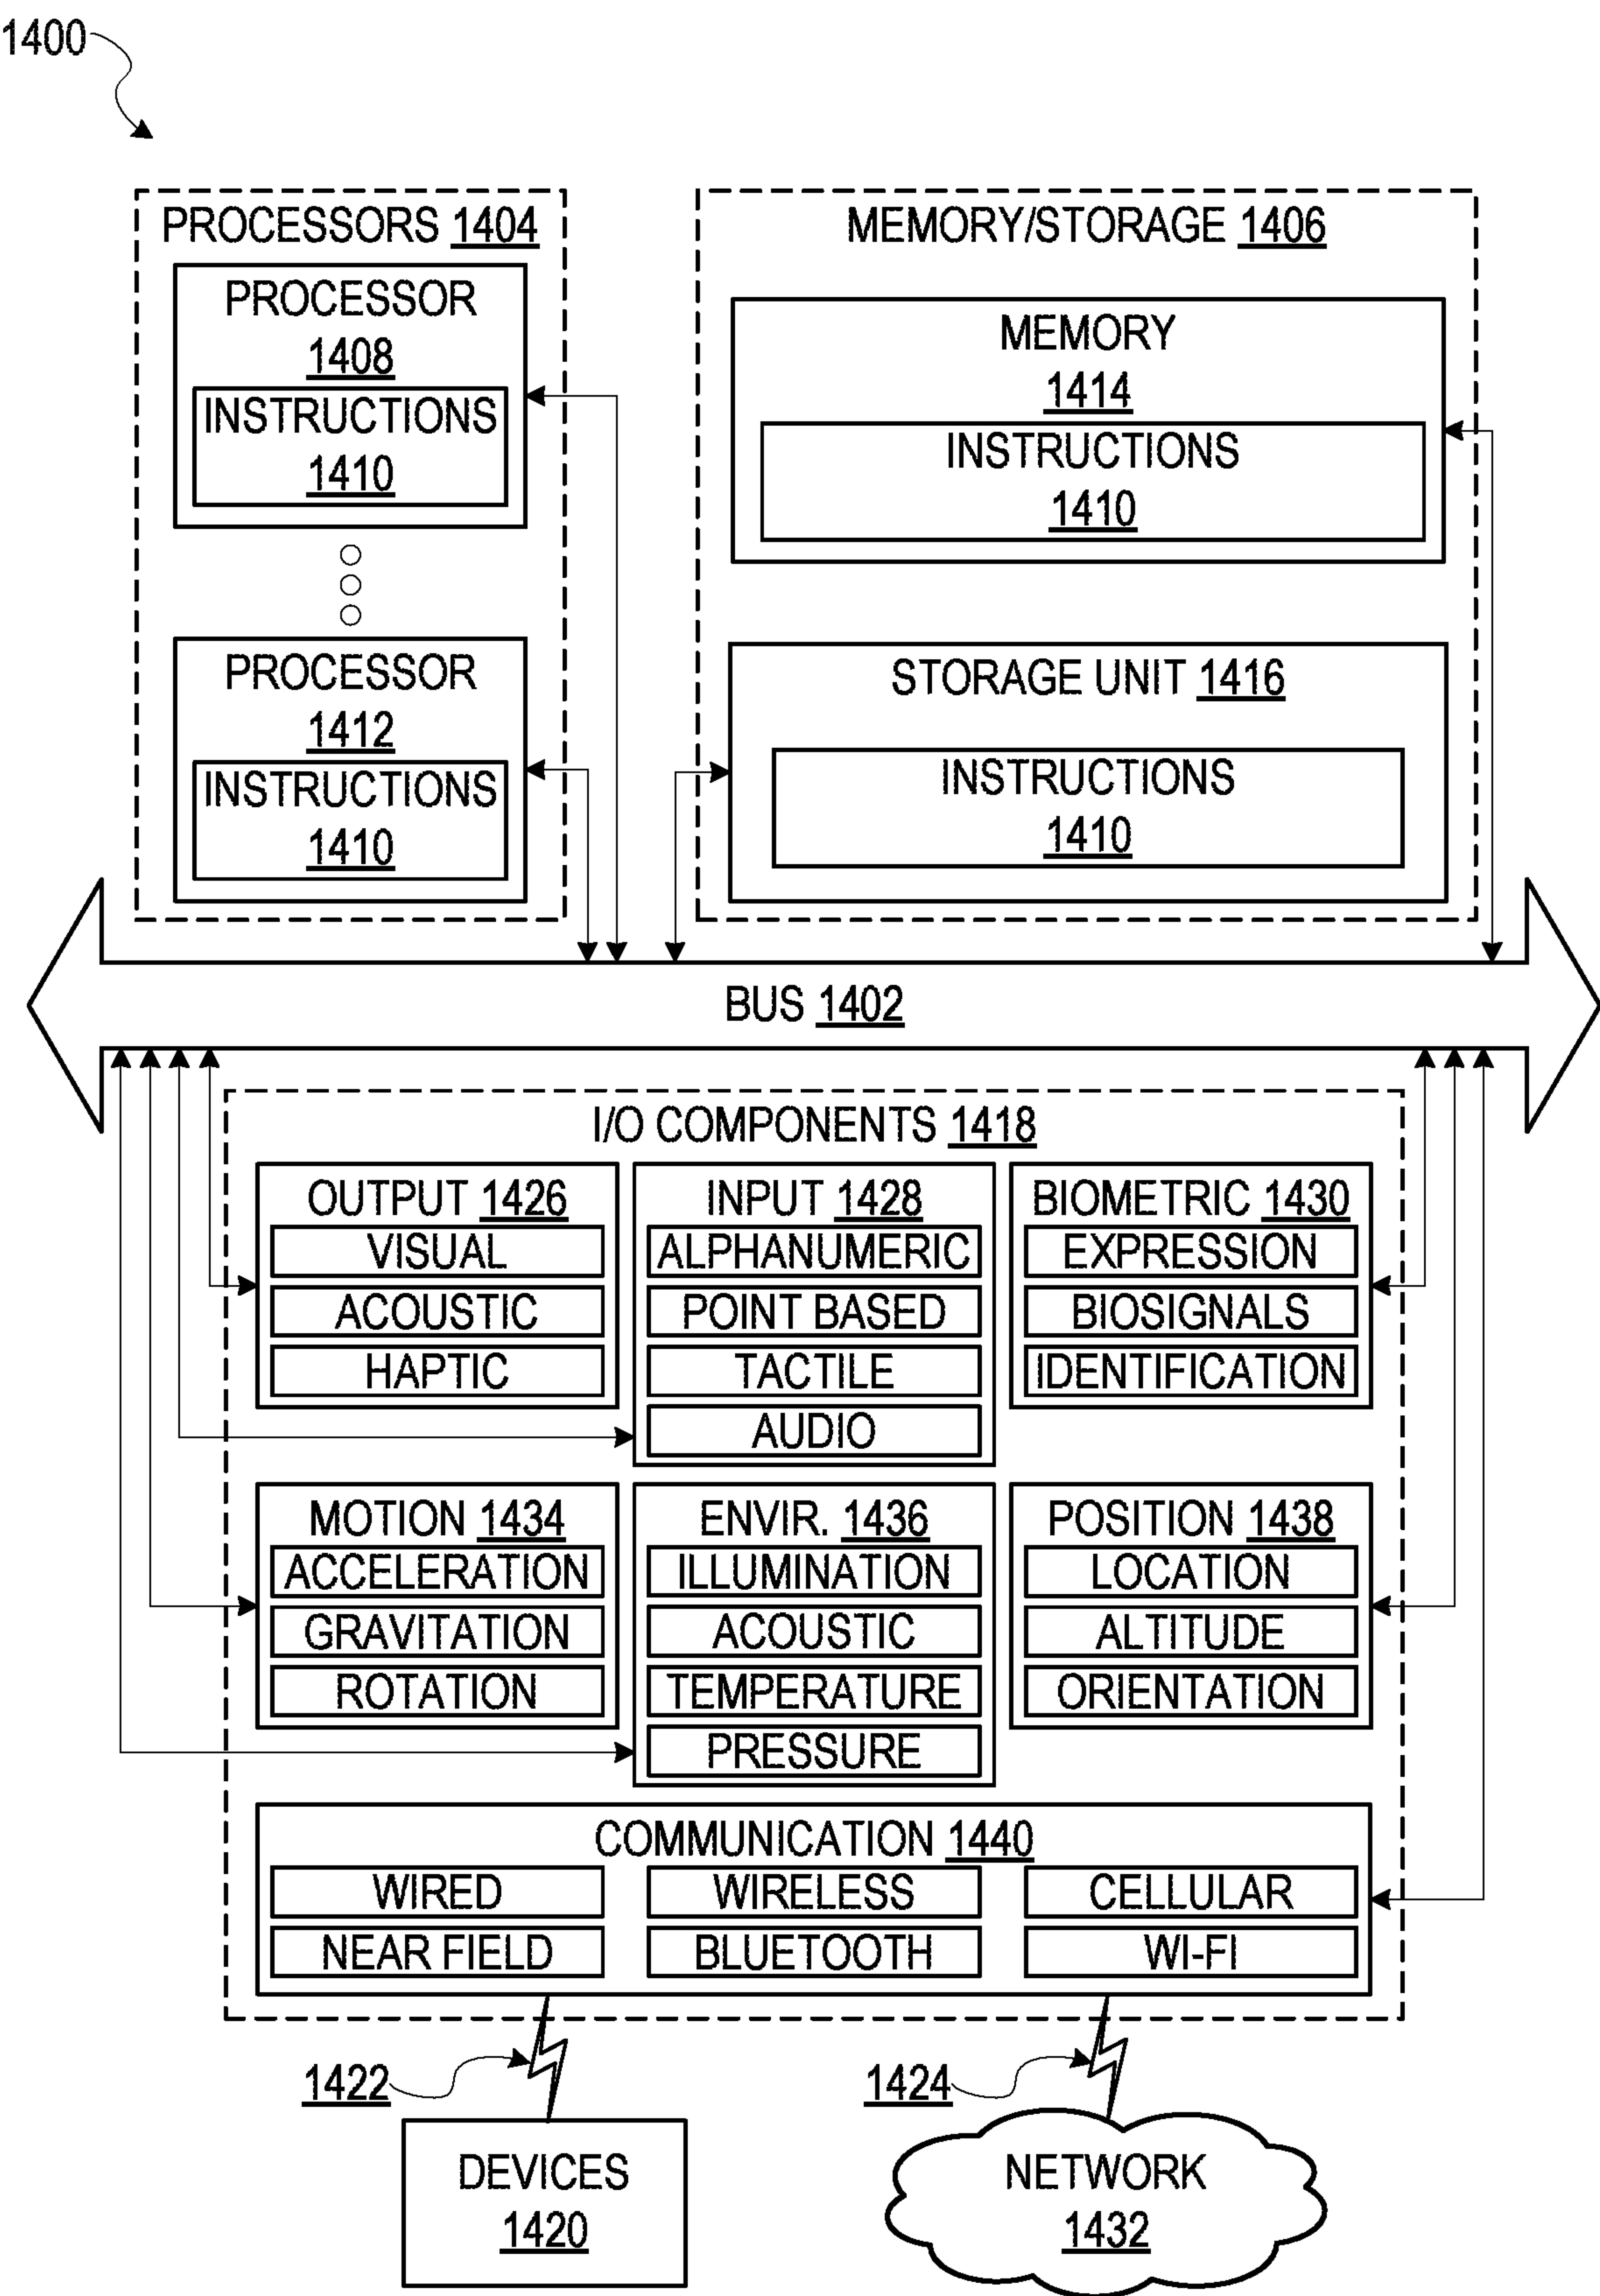 1400
PROCESSORS 1404
PROCESSOR
1408
INSTRUCTIONS
1410
PROCESSOR
1412
INSTRUCTIONS
1410
MEMORY/STORAGE 1406
MEMORY
1414
INSTRUCTIONS
1410
STORAGE UNIT 1416
INSTRUCTIONS
1410
BUS 1402
I/O COMPONENTS 1418
OUTPUT 1426
VISUAL
ACOUSTIC
HAPTIC
INPUT 1428
ALPHANUMERIC
POINT BASED
TACTILE
AUDIO
BIOMETRIC 1430
EXPRESSION
BIOSIGNALS
IDENTIFICATION
MOTION 1434
ACCELERATION
GRAVITATION
ROTATION
ENVIR. 1436
ILLUMINATION
ACOUSTIC
TEMPERATURE
PRESSURE
POSITION 1438
LOCATION
ALTITUDE
ORIENTATION
COMMUNICATION 1440
WIRED
WIRELESS
CELLULAR
NEAR FIELD
BLUETOOTH
WI-FI
1422
1424
DEVICES
1420
NETWORK
1432